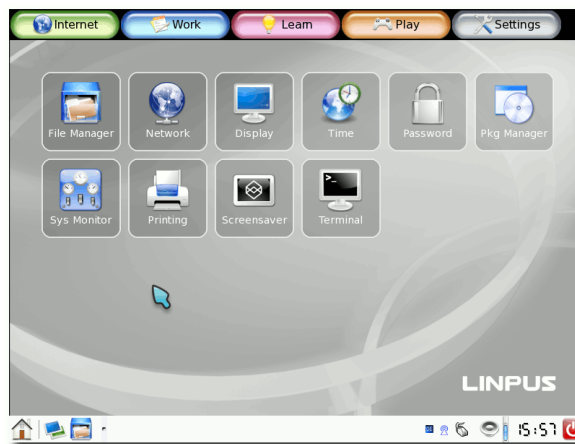 Internet
Work
Learn
Play
Settings
File Manager
Network
Display
Time
Password
Pkg Manager
Sys Monitor
Printing
Screensaver
Terminal
LINPUS
15:57